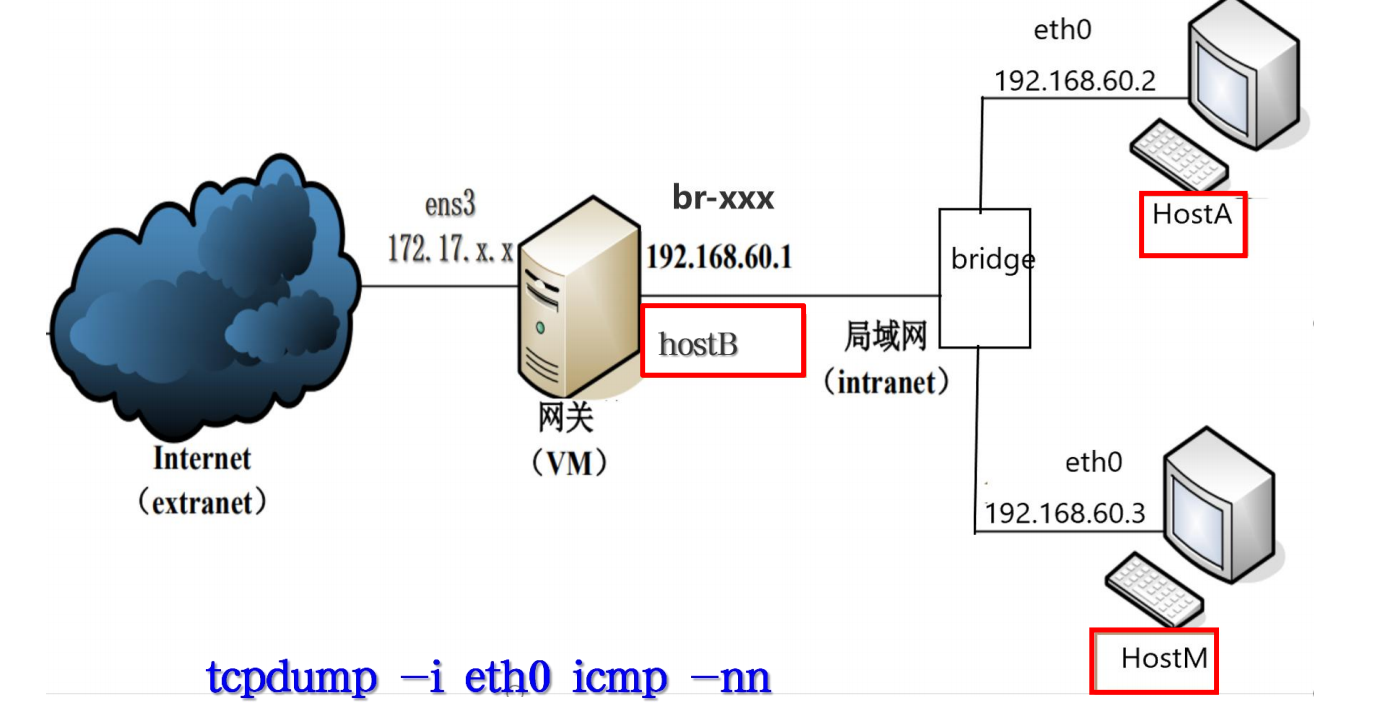 eth0
192.168.60.2
HostA
br-xxx
ens3
172.17.x.x
192.168.60.1
bridge
hostB
局域网
(intranet)
网关
(VM)
Internet
(extranet)
eth0
192.168.60.3
HostM
tcpdump -i eth0 icmp -nn